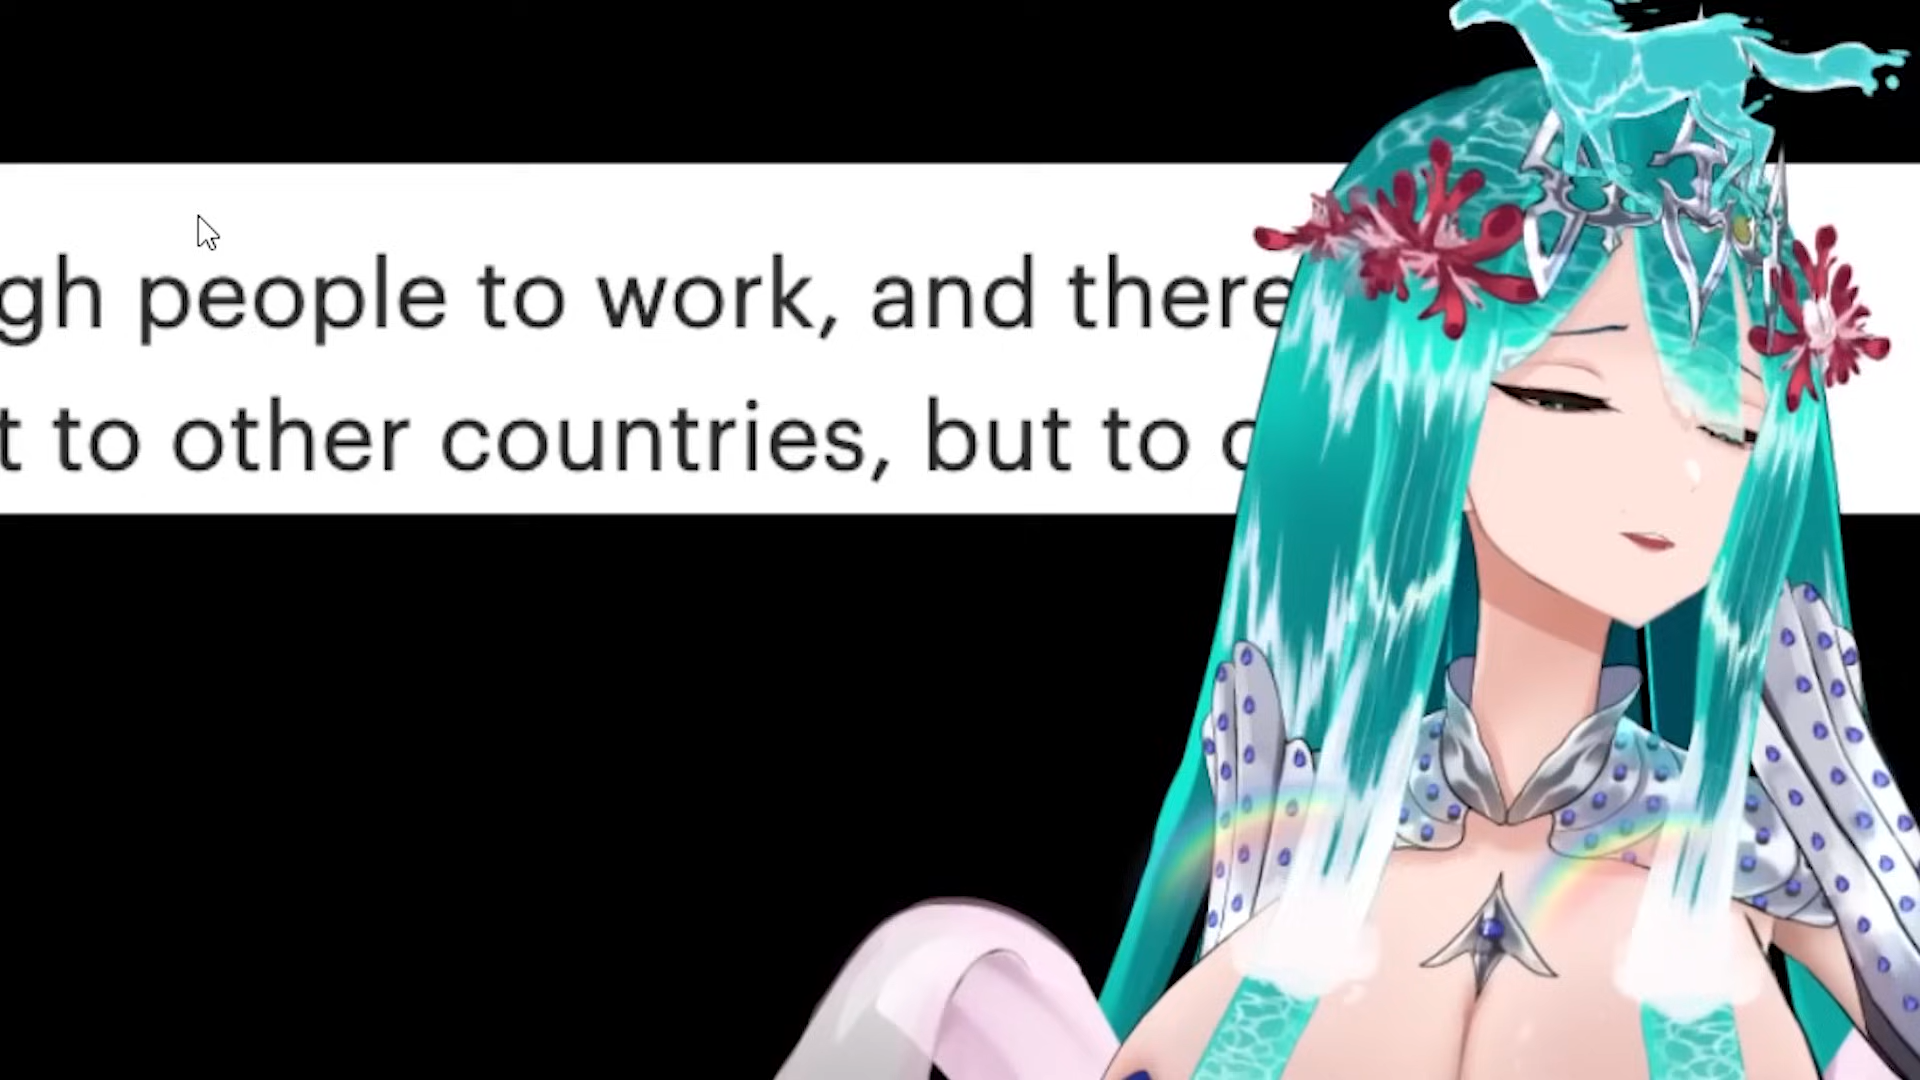 gh people to work, and there
t to other countries, but to